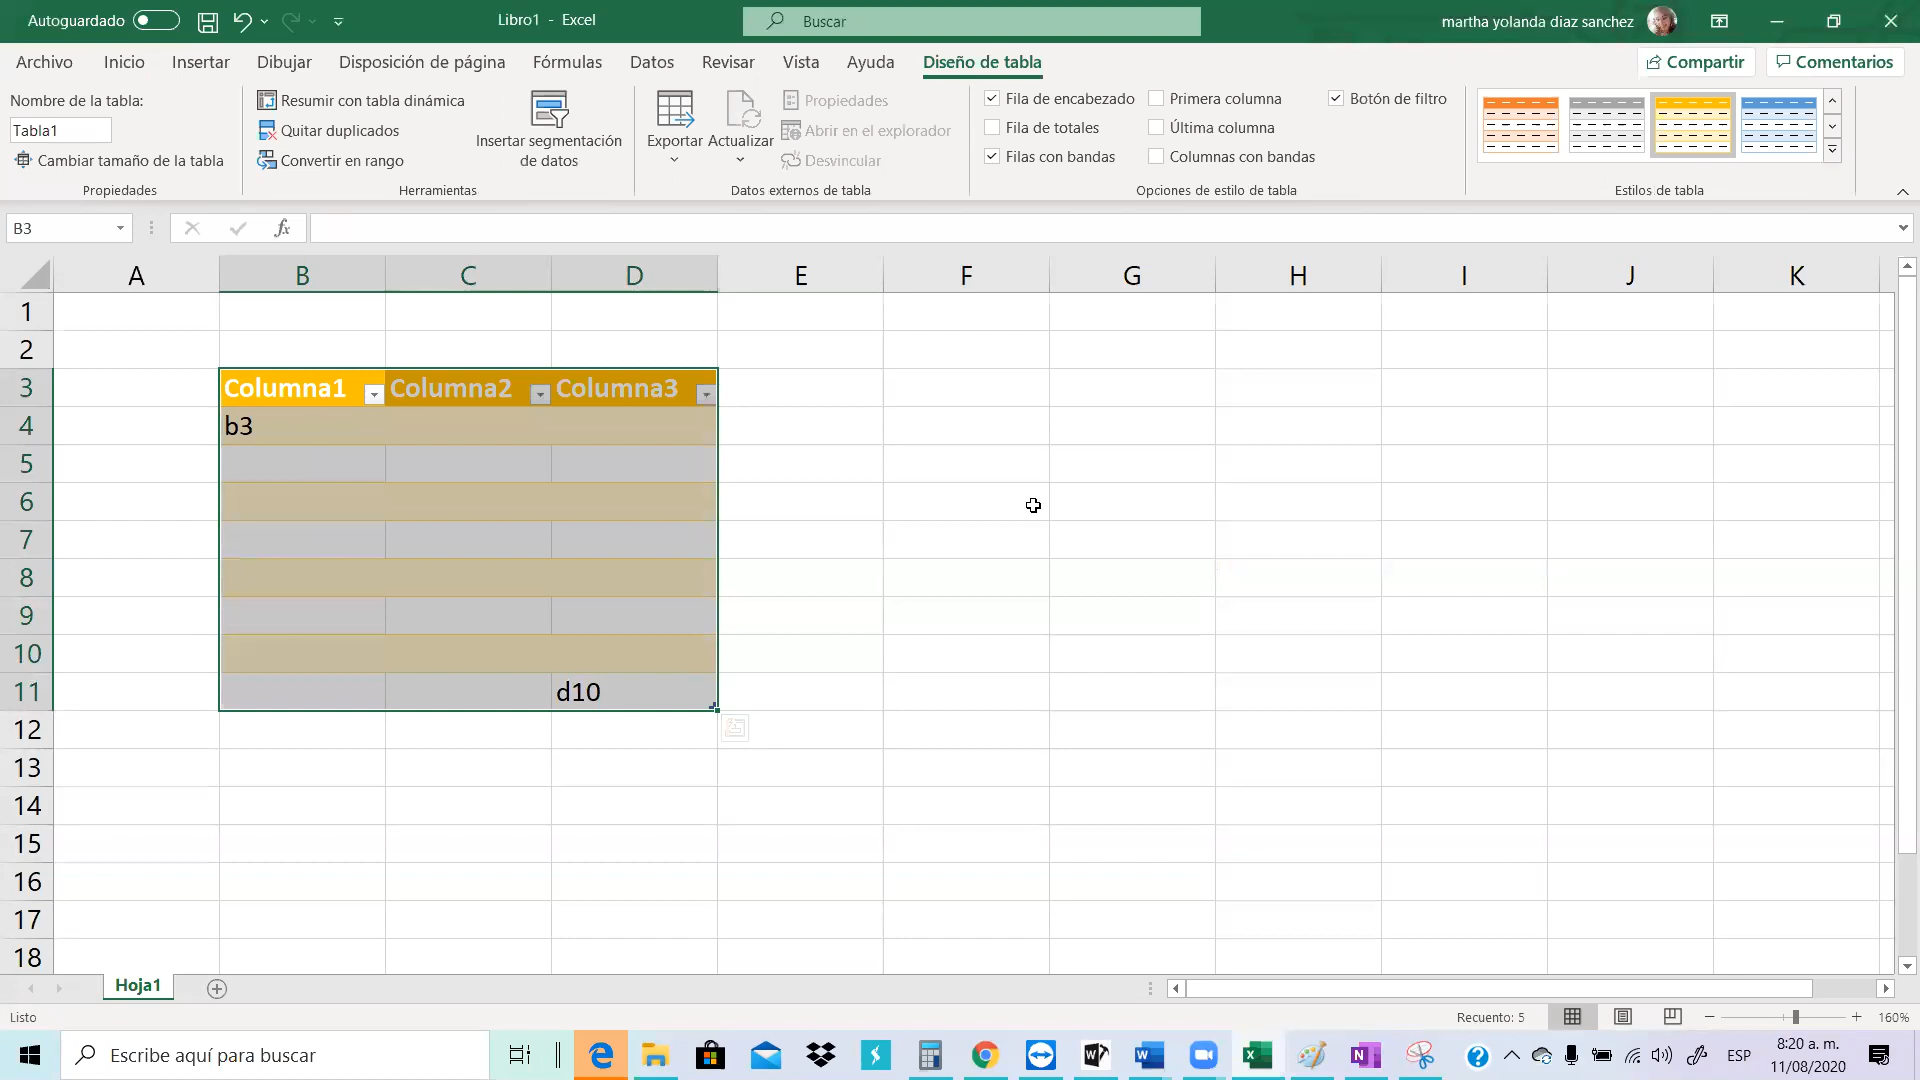 Autoguardado
Libro1 - Excel
Buscar
martha yolanda diaz sanchez
Archivo Inicio Insertar Dibujar Disposición de página Fórmulas Datos Revisar Vista Ayuda Diseño de tabla Compartir Comentarios
Nombre de la tabla:
Tabla1
Cambiar tamaño de la tabla
Propiedades
Resumir con tabla dinámica
Quitar duplicados
Convertir en rango
Insertar segmentación
de datos
Herramientas
Exportar Actualizar
Propiedades
Abrir en el explorador
Desvincular
Datos externos de tabla
Fila de encabezado Primera columna Botón de filtro
Fila de totales Última columna
Filas con bandas Columnas con bandas
Opciones de estilo de tabla
Estilos de tabla
B3
fx
A B C D E F G H I J K
1
2
3 Columna1 Columna2 Columna3
4 b3
5
6
7
8
9
10
11 d10
12
13
14
15
16
17
18
Hoja1
Listo
Recuento: 5
160%
Escribe aquí para buscar
ESP
8:20 a. m.
11/08/2020